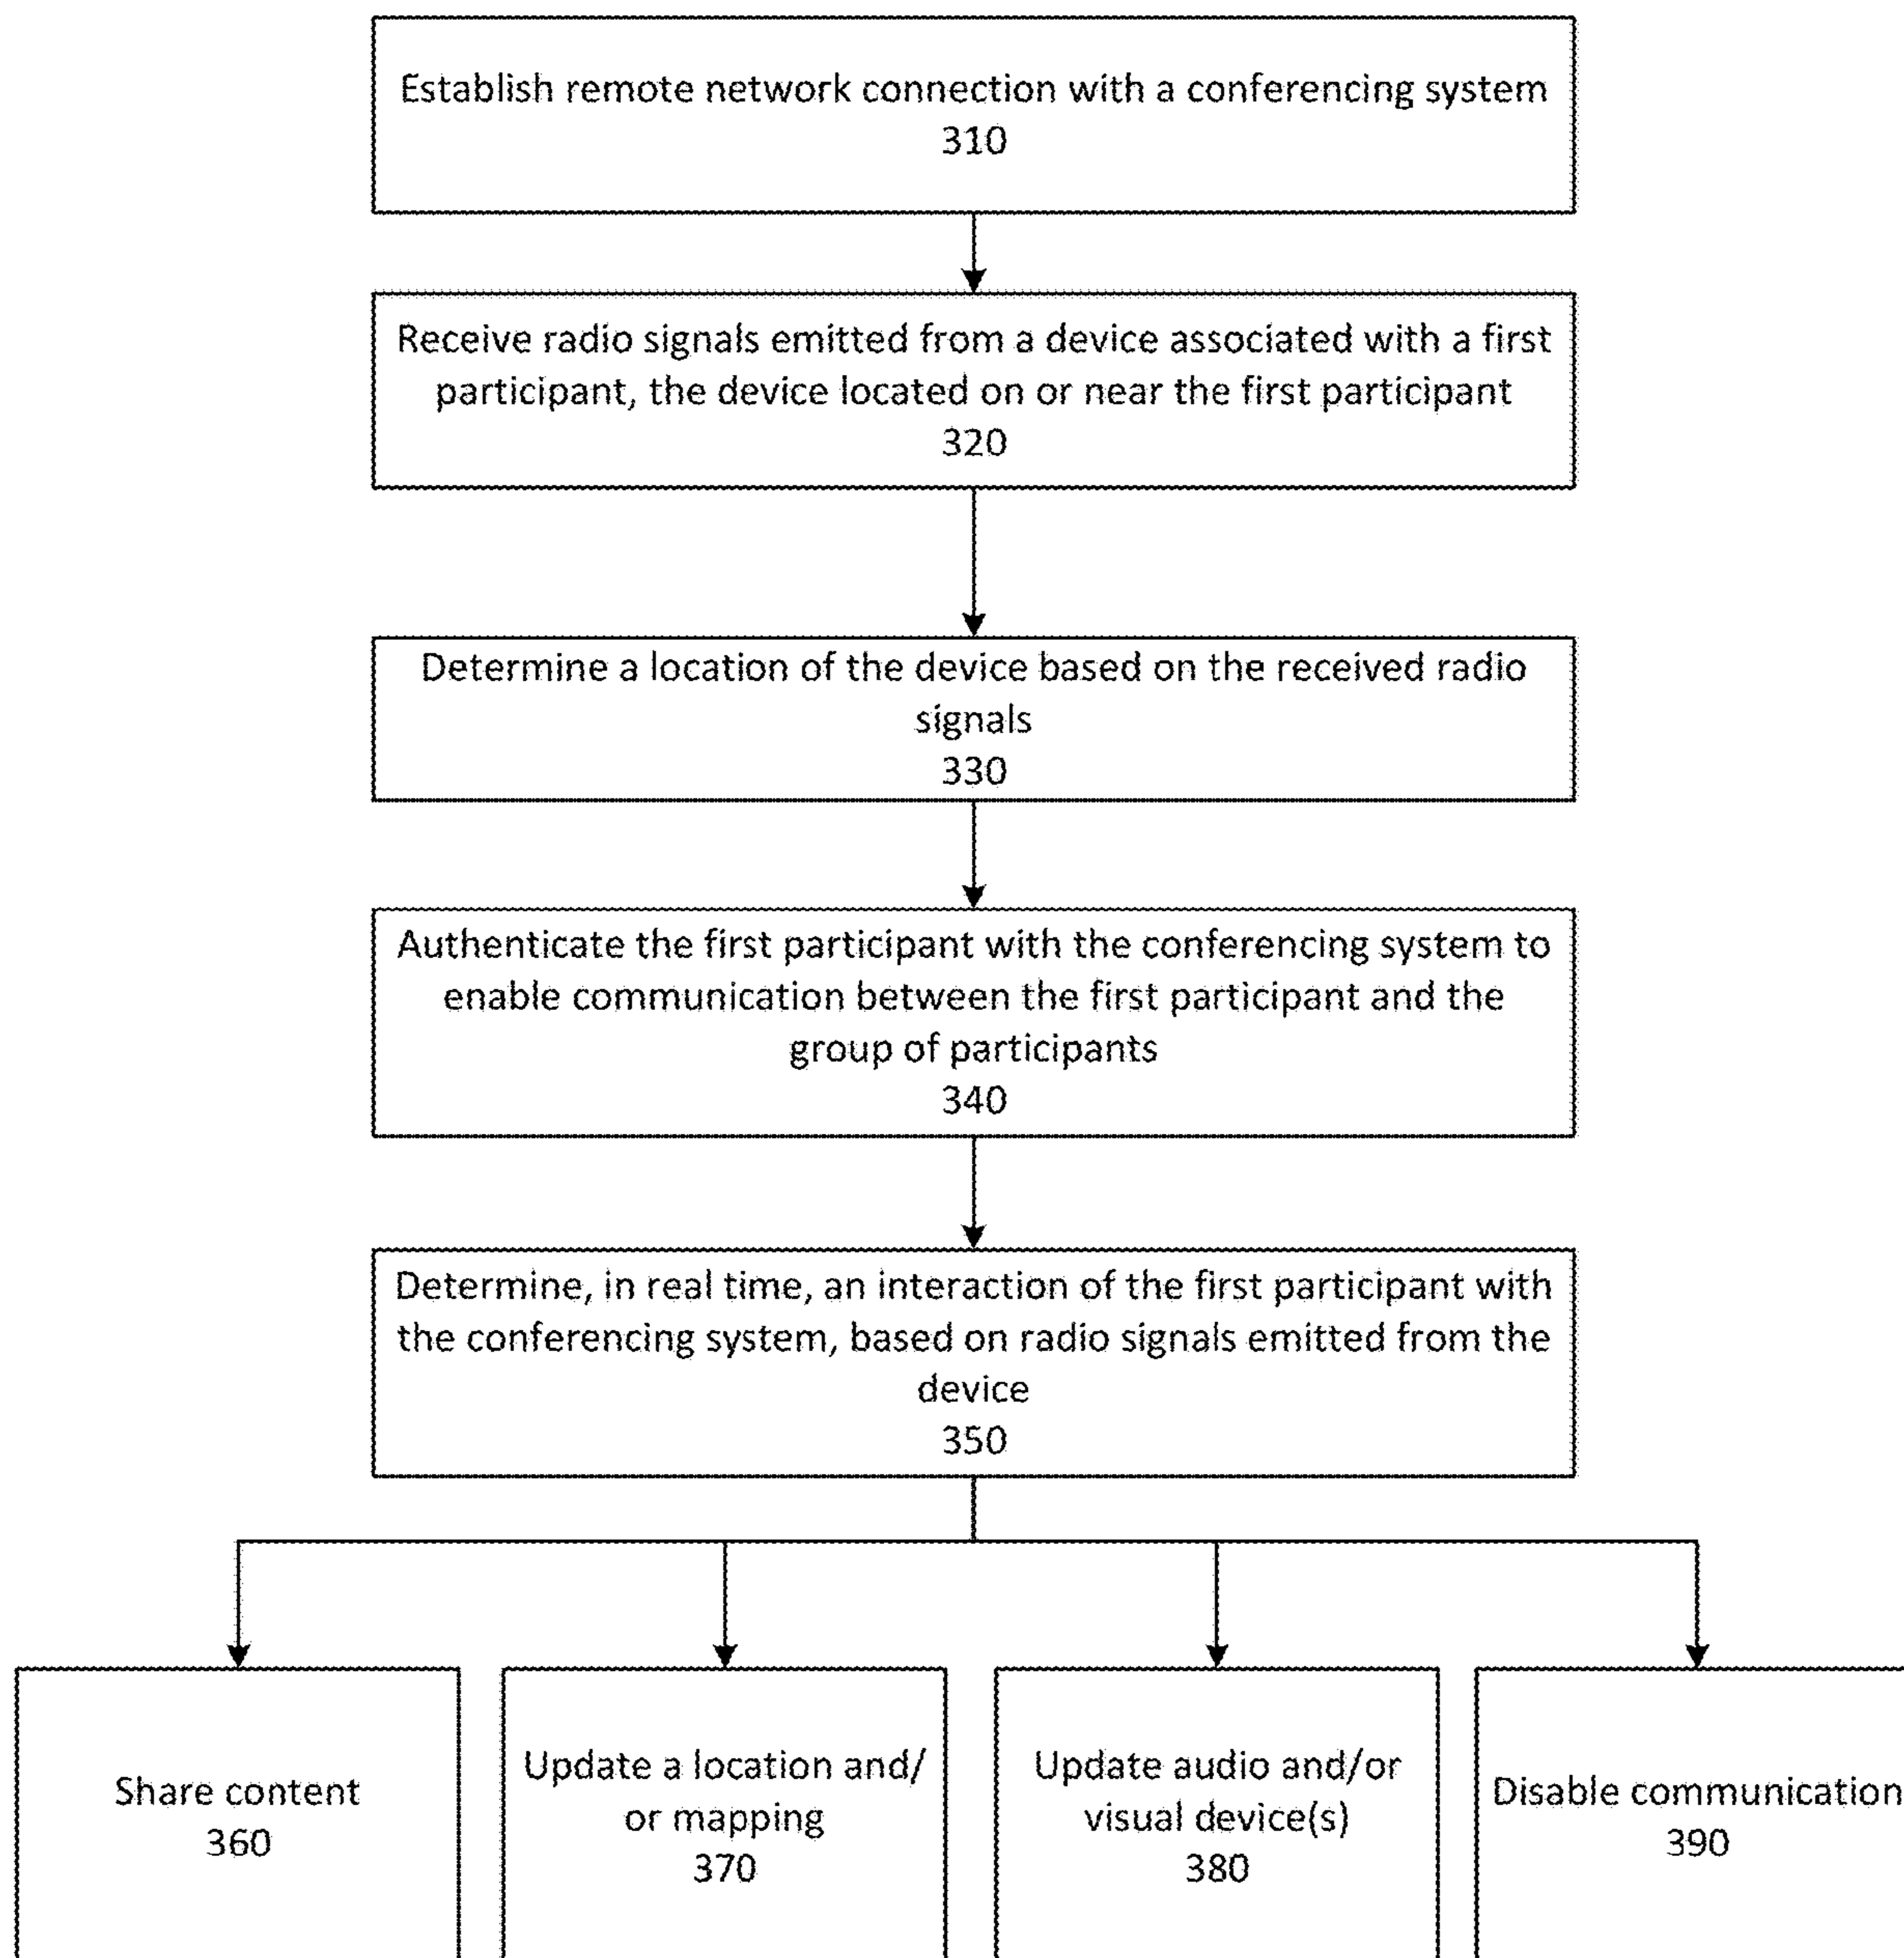 Establish remote network connection with a conferencing system
310
Receive radio signals emitted from a device associated with a first
participant, the device located on or near the first participant
320
Determine a location of the device based on the received radio
signals
330
Authenticate the first participant with the conferencing system to
enable communication between the first participant and the
group of participants
340
Determine, in real time, an interaction of the first participant with
the conferencing system, based on radio signals emitted from the
device
350
Share content
360
Update a location and/
or mapping
370
Update audio and/or
visual device(s)
380
Disable communication
390